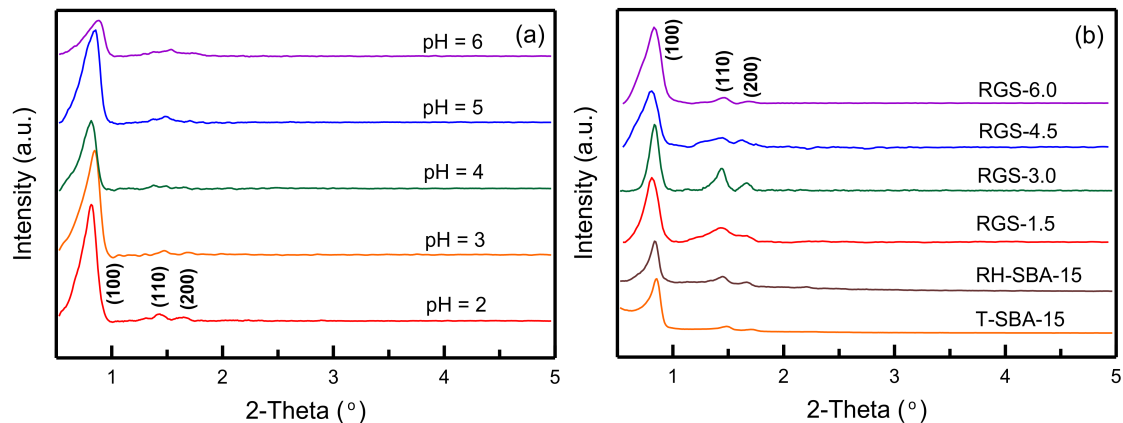 (a)
pH = 6
pH = 5
pH = 4
pH = 3
pH = 2
(100)
(110)
(200)
1 2 3 4 5
2-Theta (°)
Intensity (a.u.)
(b)
(100)
(110)
(200)
RGS-6.0
RGS-4.5
RGS-3.0
RGS-1.5
RH-SBA-15
T-SBA-15
1 2 3 4 5
2-Theta (°)
Intensity (a.u.)